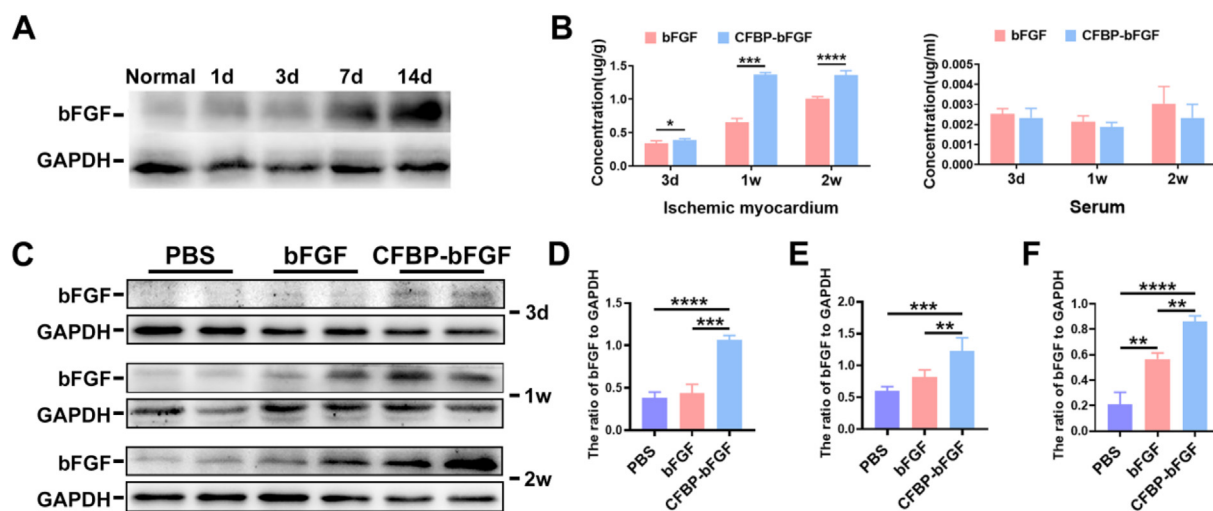 A
Normal 1d 3d 7d 14d
bFGF
GAPDH
B
bFGF CFBP-bFGF
Concentration(ug/g)
1.5
1.0
0.5
0.0
* *** ****
3d 1w 2w
Ischemic myocardium
bFGF CFBP-bFGF
Concentration(ug/ml)
0.005
0.004
0.003
0.002
0.001
0.000
3d 1w 2w
Serum
C
PBS bFGF CFBP-bFGF
bFGF
GAPDH
3d
bFGF
GAPDH
1w
bFGF
GAPDH
2w
D
The ratio of bFGF to GAPDH
1.5
1.0
0.5
0.0
****
***
PBS bFGF CFBP-bFGF
E
The ratio of bFGF to GAPDH
2.0
1.5
1.0
0.5
0.0
***
**
PBS bFGF CFBP-bFGF
F
The ratio of bFGF to GAPDH
1.0
0.8
0.6
0.4
0.2
0.0
****
**
**
PBS bFGF CFBP-bFGF